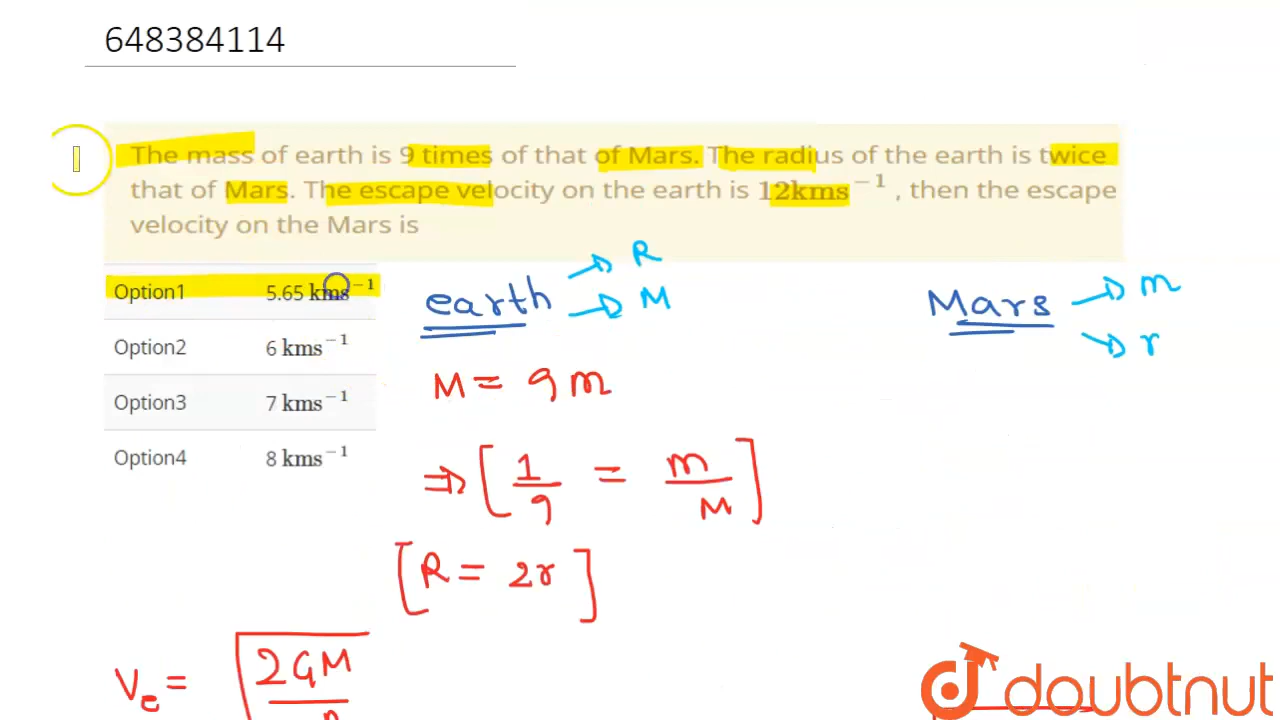 648384114
The mass of earth is 9 times of that of Mars. The radius of the earth is twice
that of Mars. The escape velocity on the earth is 12kms⁻¹, then the escape
velocity on the Mars is
Option1 5.65 kms⁻¹
Option2 6 kms⁻¹
Option3 7 kms⁻¹
Option4 8 kms⁻¹
earth → R
→ M
Mars → m
→ r
M = 9m
⇒ [1/9 = m/M]
[R = 2r]
Ve = √2GM
doubtnut